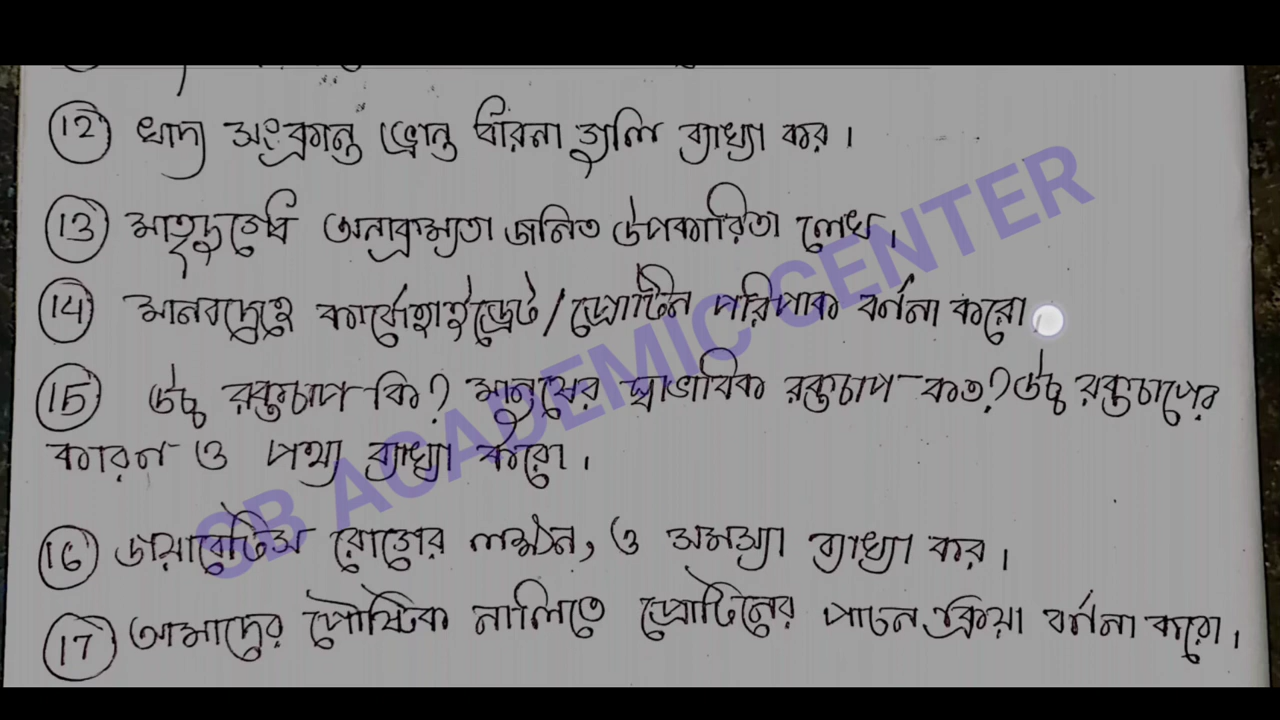 12 খাদ্য সংক্রান্ত ভ্রান্ত ধারনা গুলি ব্যাখ্যা কর।
13 মাতৃদুগ্ধে অনাক্রম্যতা জনিত উপকারিতা লেখ।
14 মানবদেহে কার্বোহাইড্রেট/প্রোটিন পরিপাক বর্ণনা করো।
15 উচ্চ রক্তচাপ কি? মানুষের স্বাভাবিক রক্তচাপ কত? উচ্চ রক্তচাপের
কারণ ও পথ্য ব্যাখ্যা করো।
16 ডায়াবেটিস রোগের লক্ষন, ও সমস্যা ব্যাখ্যা কর।
17 আমাদের পৌষ্টিক নালিতে প্রোটিনের পাচন ক্রিয়া বর্ণনা করো।
SB ACADEMIC CENTER